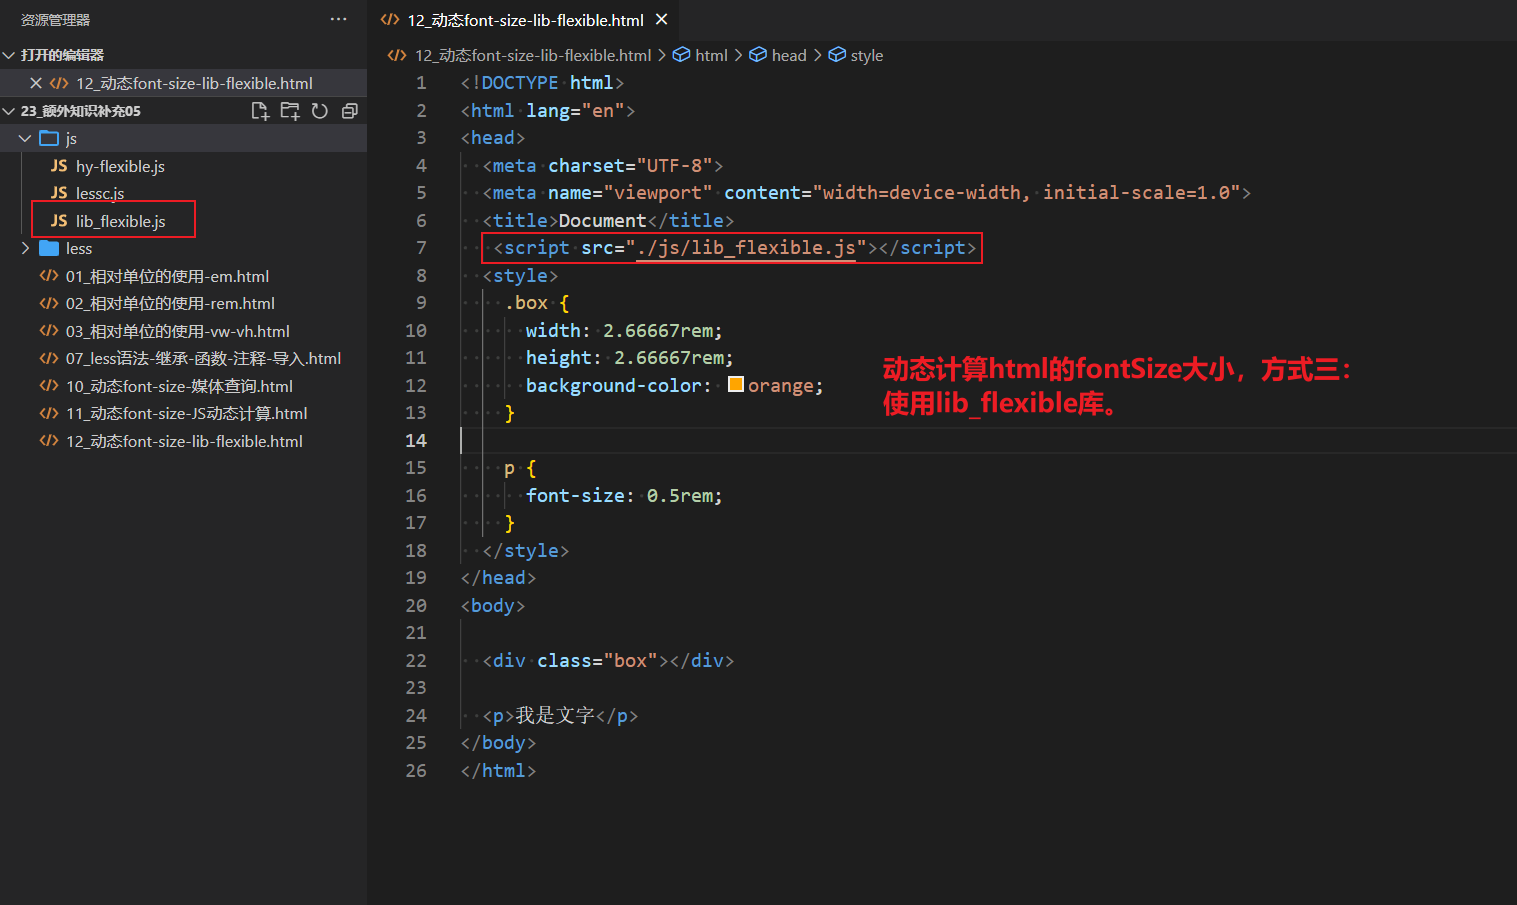 资源管理器 ···
打开的编辑器
12_动态font-size-lib-flexible.html
23_额外知识补充05
js
JS hy-flexible.js
JS lessc.js
JS lib_flexible.js
less
01_相对单位的使用-em.html
02_相对单位的使用-rem.html
03_相对单位的使用-vw-vh.html
07_less语法-继承-函数-注释-导入.html
10_动态font-size-媒体查询.html
11_动态font-size-JS动态计算.html
12_动态font-size-lib-flexible.html
12_动态font-size-lib-flexible.html
12_动态font-size-lib-flexible.html > html > head > style
1 <!DOCTYPE html>
2 <html lang="en">
3 <head>
4 <meta charset="UTF-8">
5 <meta name="viewport" content="width=device-width, initial-scale=1.0">
6 <title>Document</title>
7 <script src="./js/lib_flexible.js"></script>
8 <style>
9 .box {
10 width: 2.66667rem;
11 height: 2.66667rem;
12 background-color: orange;
13 }
14
15 p {
16 font-size: 0.5rem;
17 }
18 </style>
19 </head>
20 <body>
21
22 <div class="box"></div>
23
24 <p>我是文字</p>
25 </body>
26 </html>
动态计算html的fontSize大小，方式三：
使用lib_flexible库。